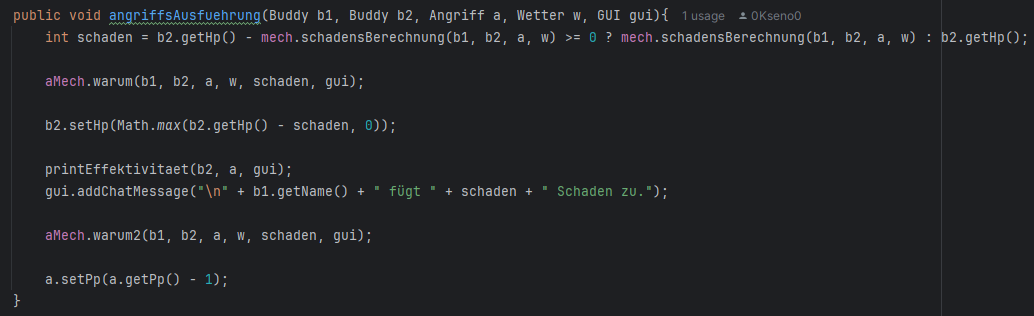 public void angriffsAusfuehrung(Buddy b1, Buddy b2, Angriff a, Wetter w, GUI gui){ 1 usage 0Kseno0
int schaden = b2.getHp() - mech.schadensBerechnung(b1, b2, a, w) >= 0 ? mech.schadensBerechnung(b1, b2, a, w) : b2.getHp();
aMech.warum(b1, b2, a, w, schaden, gui);
b2.setHp(Math.max(b2.getHp() - schaden, 0));
printEffektivitaet(b2, a, gui);
gui.addChatMessage("\n" + b1.getName() + " fügt " + schaden + " Schaden zu.");
aMech.warum2(b1, b2, a, w, schaden, gui);
a.setPp(a.getPp() - 1);
}